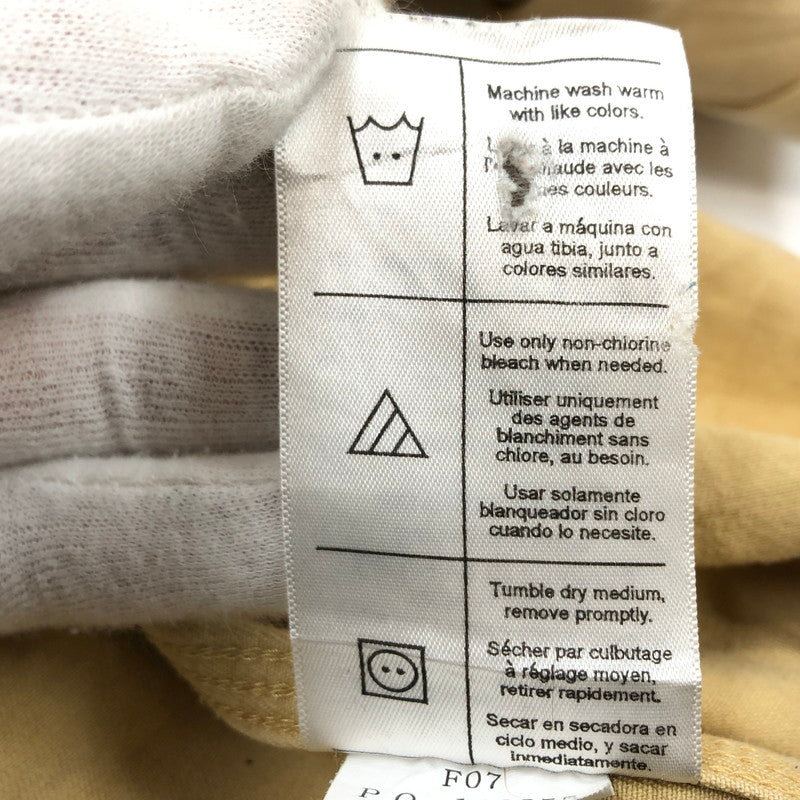 Machine wash warm
with like colors.
à la machine à
avec les
couleurs.
Lavar a máquina con
agua tibia, junto a
colores similares.
Use only non-chlorine
bleach when needed.
Utiliser uniquement
des agents de
blanchiment sans
chlore, au besoin.
Usar solamente
blanqueador sin cloro
cuando lo necesite.
Tumble dry medium,
remove promptly.
Sécher par culbutage
à réglage moyen,
retirer rapidement.
Secar en secadora en
ciclo medio, y sacar
inmediatamente.
F07